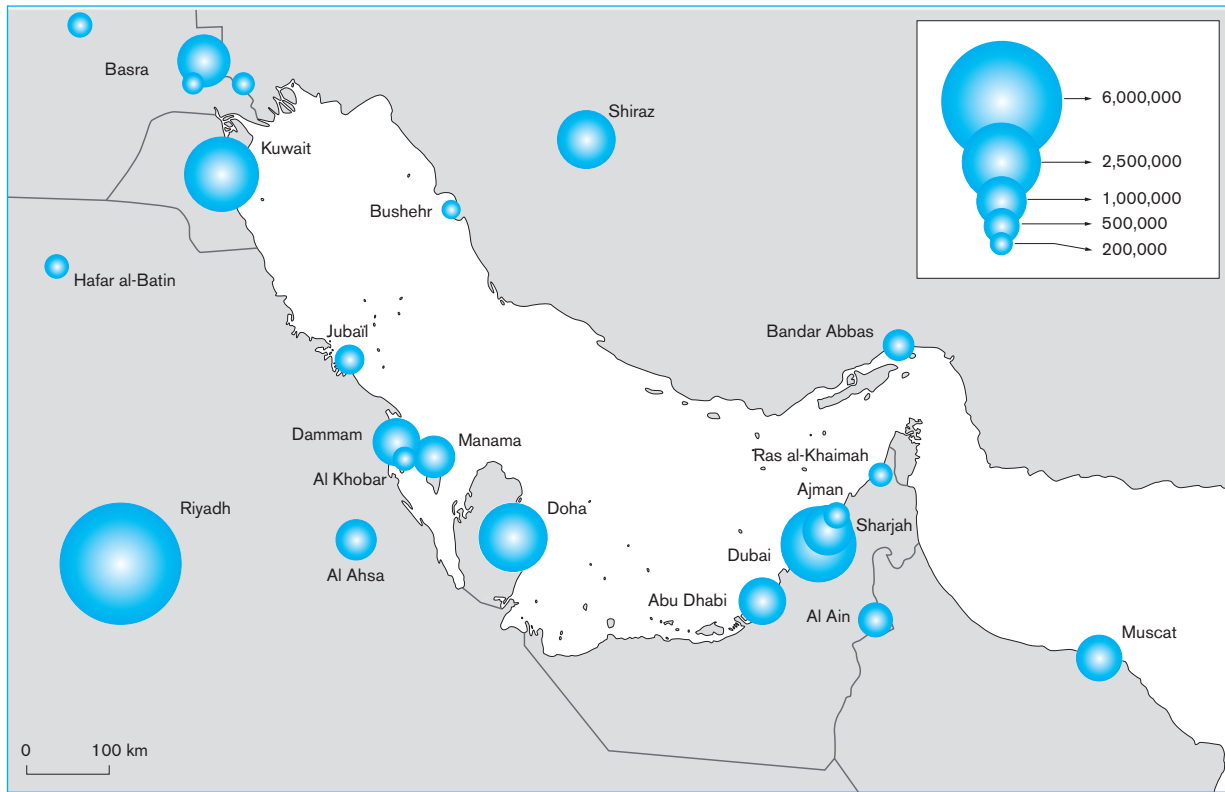 Basra
Kuwait
Shiraz
Bushehr
Hafar al-Batin
Jubaïl
Bandar Abbas
Dammam
Manama
Al Khobar
Ras al-Khaimah
Ajman
Riyadh
Doha
Sharjah
Dubai
Al Ahsa
Abu Dhabi
Al Ain
Muscat
6,000,000
2,500,000
1,000,000
500,000
200,000
0 100 km